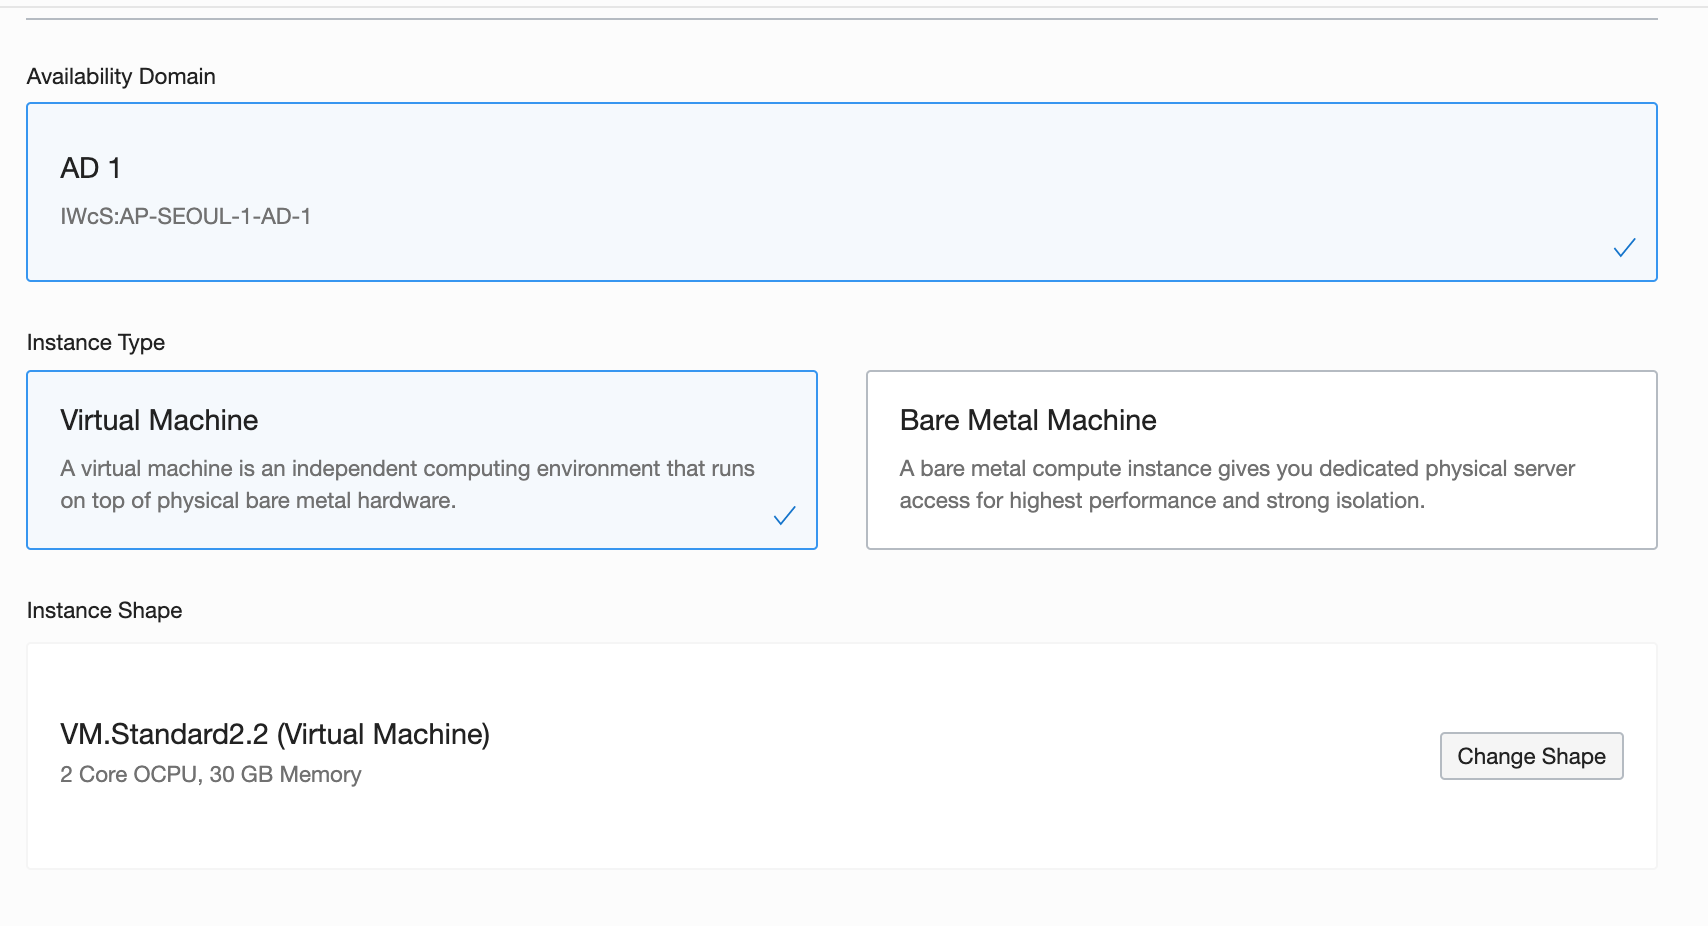 Availability Domain
AD 1
IWcS:AP-SEOUL-1-AD-1
Instance Type
Virtual Machine
A virtual machine is an independent computing environment that runs
on top of physical bare metal hardware.
Bare Metal Machine
A bare metal compute instance gives you dedicated physical server
access for highest performance and strong isolation.
Instance Shape
VM.Standard2.2 (Virtual Machine)
2 Core OCPU, 30 GB Memory
Change Shape